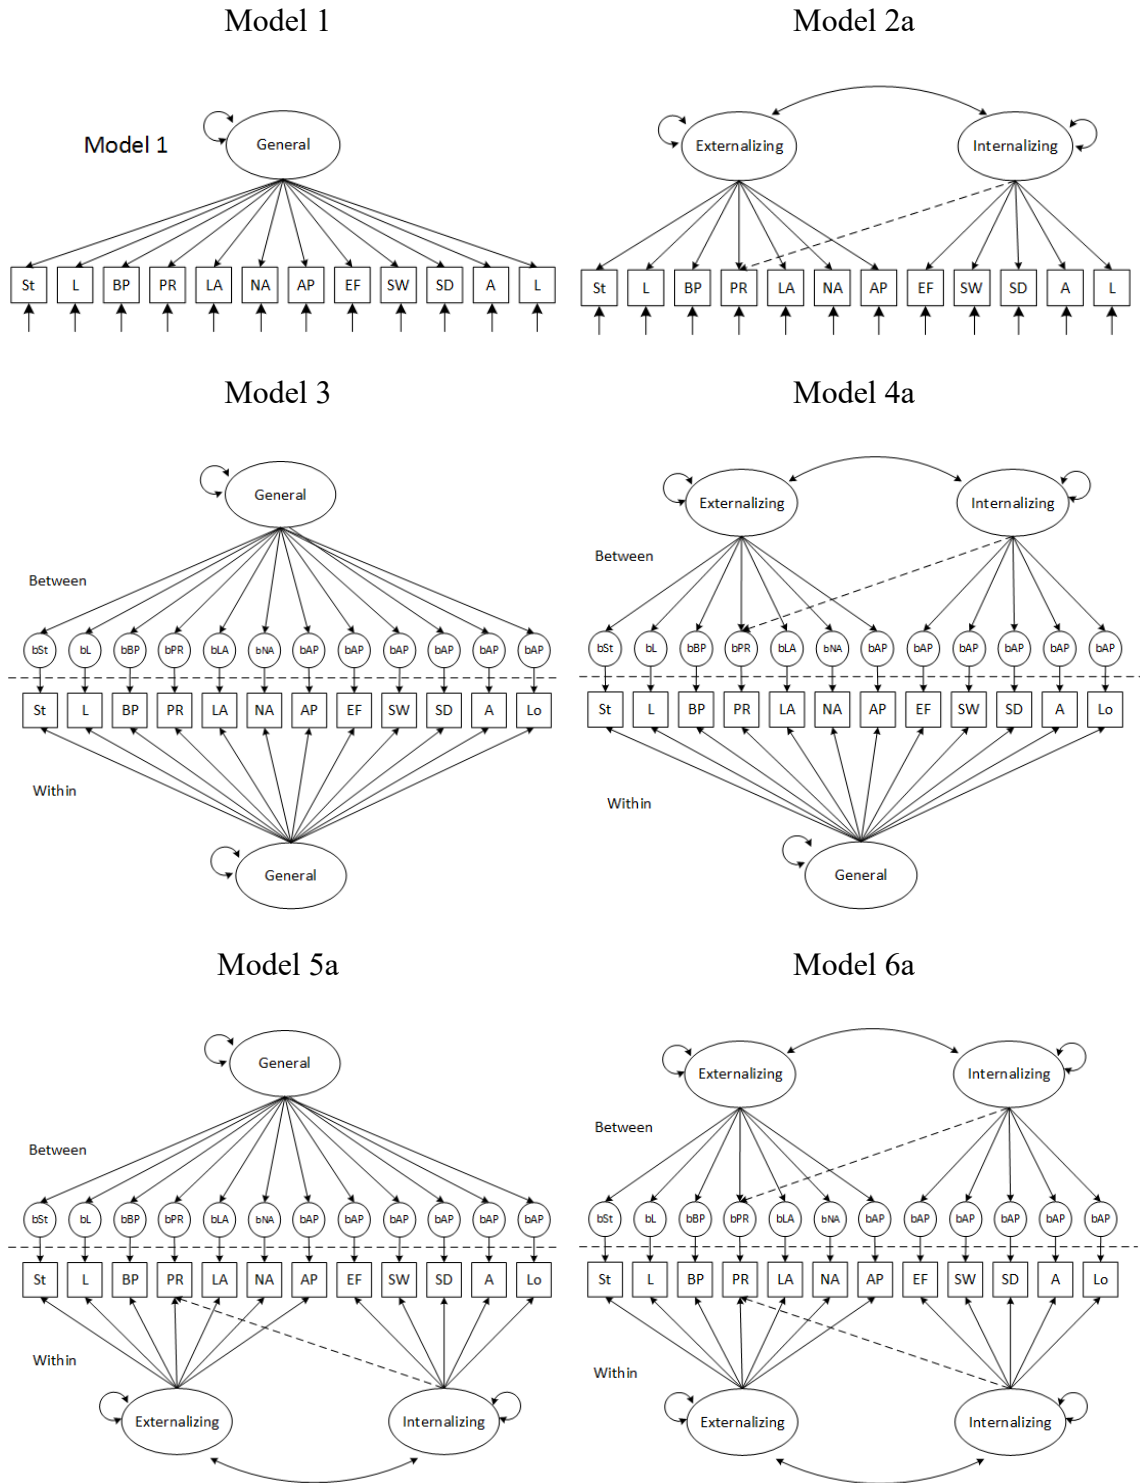 Model 1 Model 2a
Model 1 General Externalizing Internalizing
St L BP PR LA NA AP EF SW SD A L St L BP PR LA NA AP EF SW SD A L
Model 3 Model 4a
General Externalizing Internalizing
Between Between
bSt bL bBP bPR bLA bNA bAP bAP bAP bAP bAP bAP bSt bL bBP bPR bLA bNA bAP bAP bAP bAP bAP bAP
St L BP PR LA NA AP EF SW SD A Lo St L BP PR LA NA AP EF SW SD A Lo
Within Within
General General
Model 5a Model 6a
General Externalizing Internalizing
Between Between
bSt bL bBP bPR bLA bNA bAP bAP bAP bAP bAP bAP bSt bL bBP bPR bLA bNA bAP bAP bAP bAP bAP bAP
St L BP PR LA NA AP EF SW SD A Lo St L BP PR LA NA AP EF SW SD A Lo
Within Within
Externalizing Internalizing Externalizing Internalizing